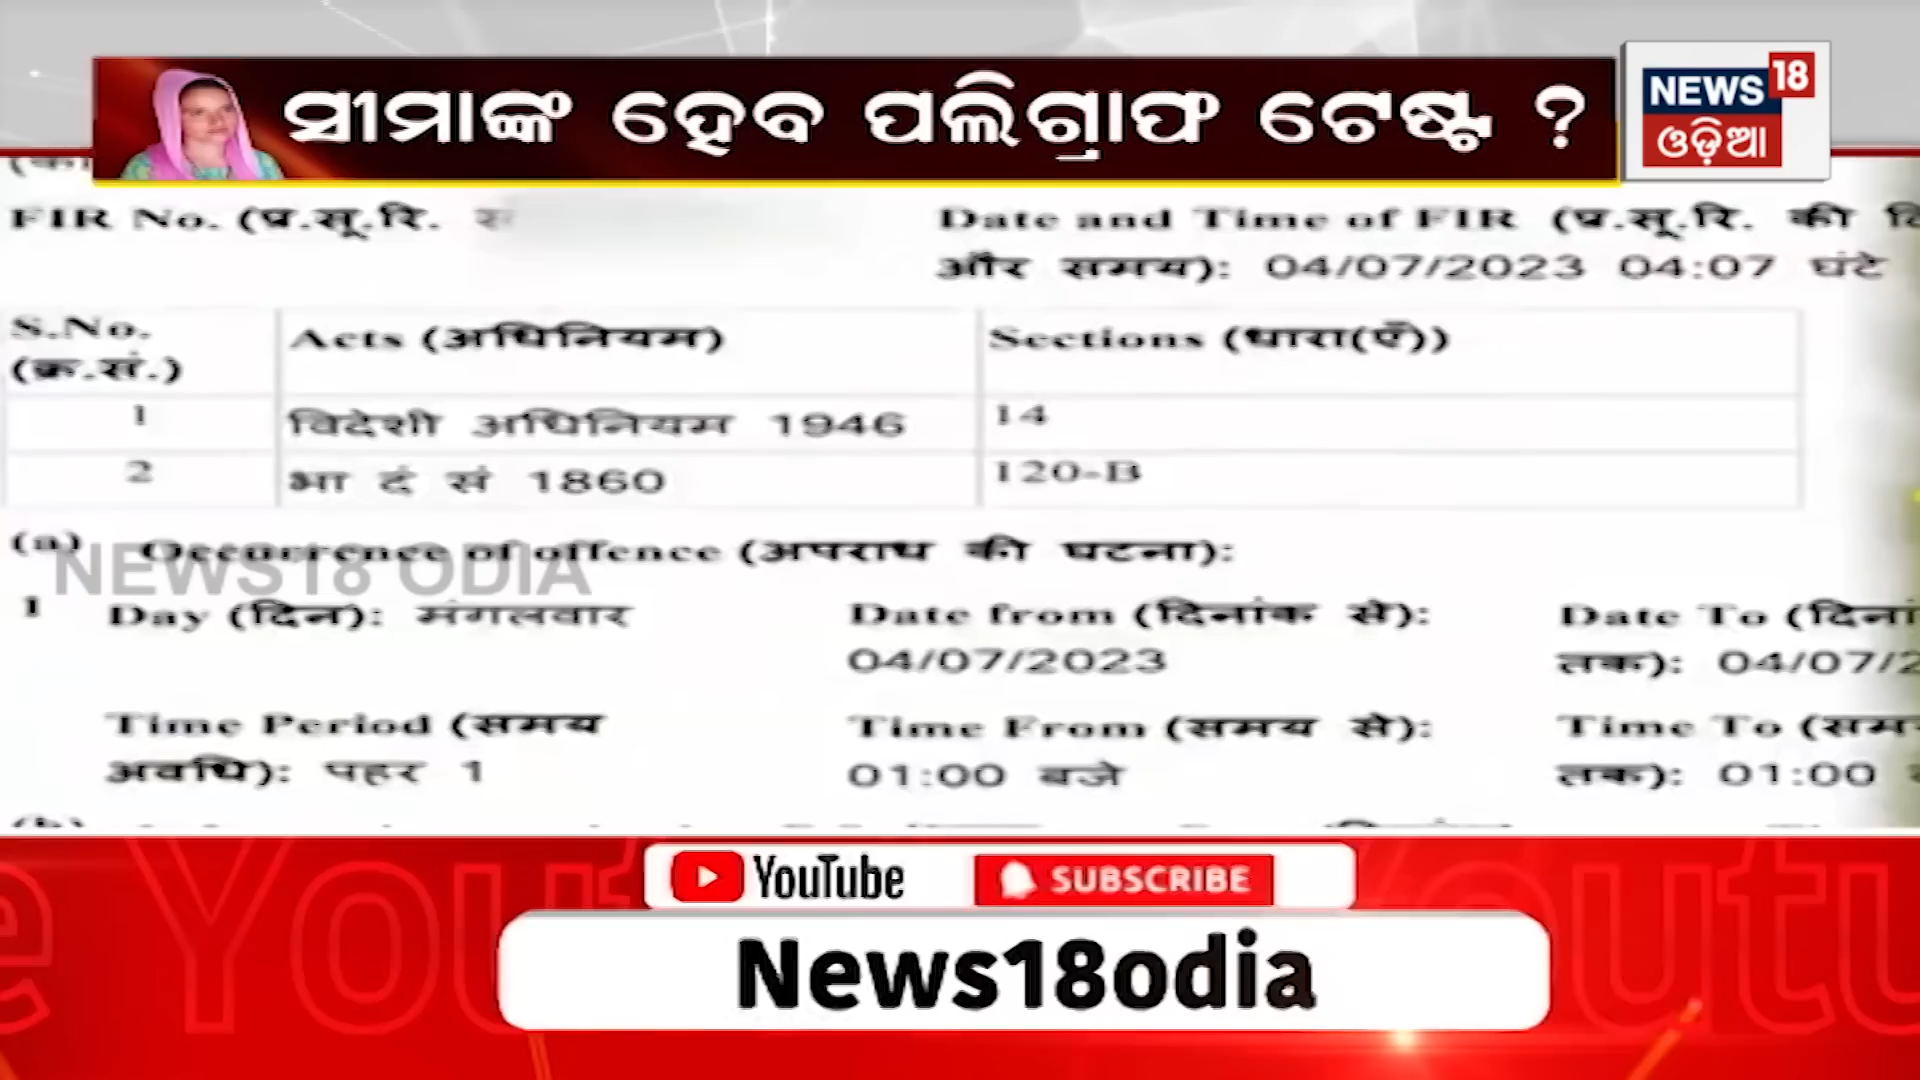 ସୀମାଙ୍କ ହେବ ପଲିଗ୍ରାଫ ଟେଷ୍ଟ ?
NEWS 18
ଓଡ଼ିଆ
FIR No. (प्र.सू.रि.
Date and Time of FIR (प्र.सू.रि. की
और समय): 04/07/2023 04:07 घंटे
S.No. (क्र.सं.)
Acts (अधिनियम)
Sections (धारा(एँ))
1 विदेशी अधिनियम 1946 14
2 भा दं सं 1860 120-B
(a) Occurrence of offence (अपराध की घटना):
NEWS18 ODIA
1 Day (दिन): मंगलवार
Date from (दिनांक से):
04/07/2023
Date To (दिनां
तक): 04/07/2
Time Period (समय
अवधि): पहर 1
Time From (समय से):
01:00 बजे
Time To (सम
तक): 01:00
YouTube SUBSCRIBE
News18odia